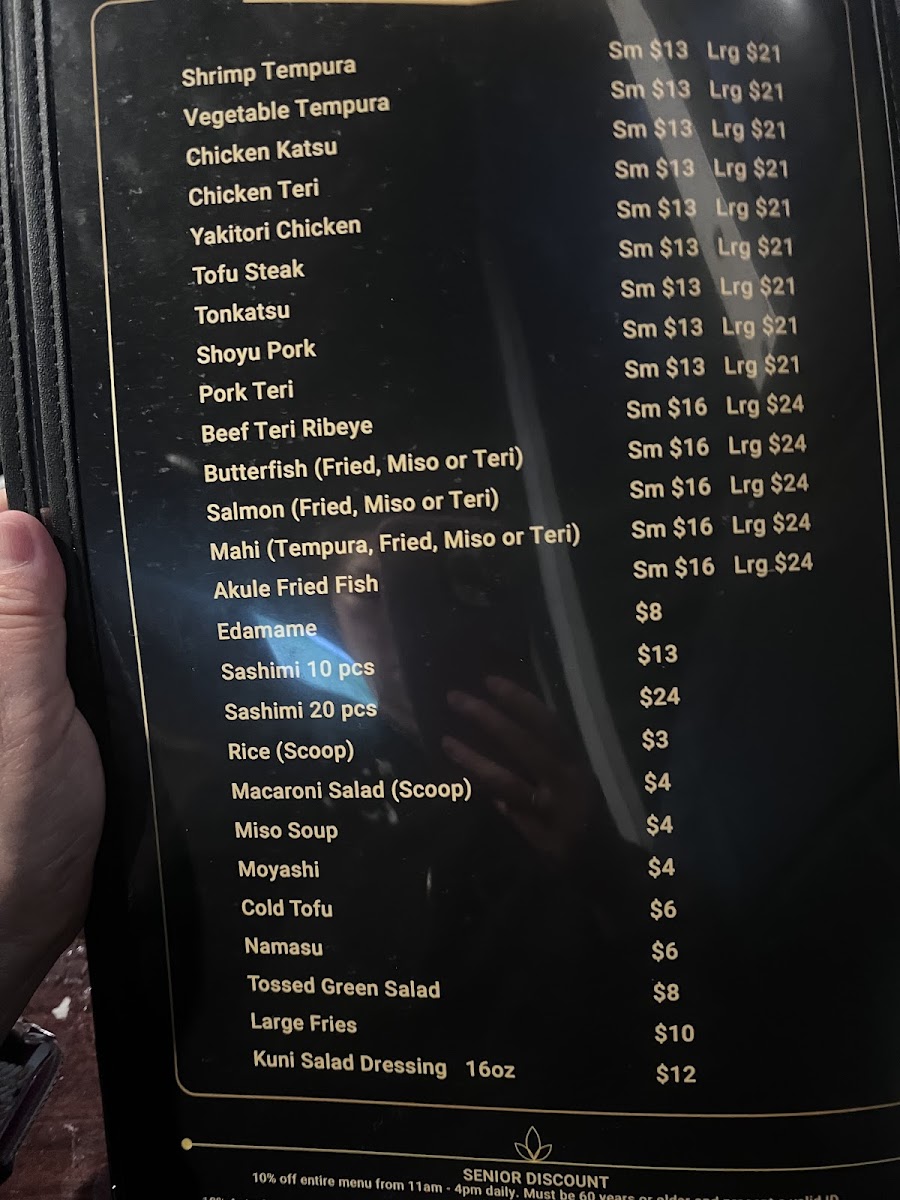 Shrimp Tempura Sm $13 Lrg $21
Vegetable Tempura Sm $13 Lrg $21
Chicken Katsu Sm $13 Lrg $21
Chicken Teri Sm $13 Lrg $21
Yakitori Chicken Sm $13 Lrg $21
Tofu Steak Sm $13 Lrg $21
Tonkatsu Sm $13 Lrg $21
Shoyu Pork Sm $13 Lrg $21
Pork Teri Sm $13 Lrg $21
Beef Teri Ribeye Sm $16 Lrg $24
Butterfish (Fried, Miso or Teri) Sm $16 Lrg $24
Salmon (Fried, Miso or Teri) Sm $16 Lrg $24
Mahi (Tempura, Fried, Miso or Teri) Sm $16 Lrg $24
Akule Fried Fish Sm $16 Lrg $24
Edamame $8
Sashimi 10 pcs $13
Sashimi 20 pcs $24
Rice (Scoop) $3
Macaroni Salad (Scoop) $4
Miso Soup $4
Moyashi $4
Cold Tofu $6
Namasu $6
Tossed Green Salad $8
Large Fries $10
Kuni Salad Dressing 16oz $12
SENIOR DISCOUNT
10% off entire menu from 11am - 4pm daily. Must be 60 years or older and